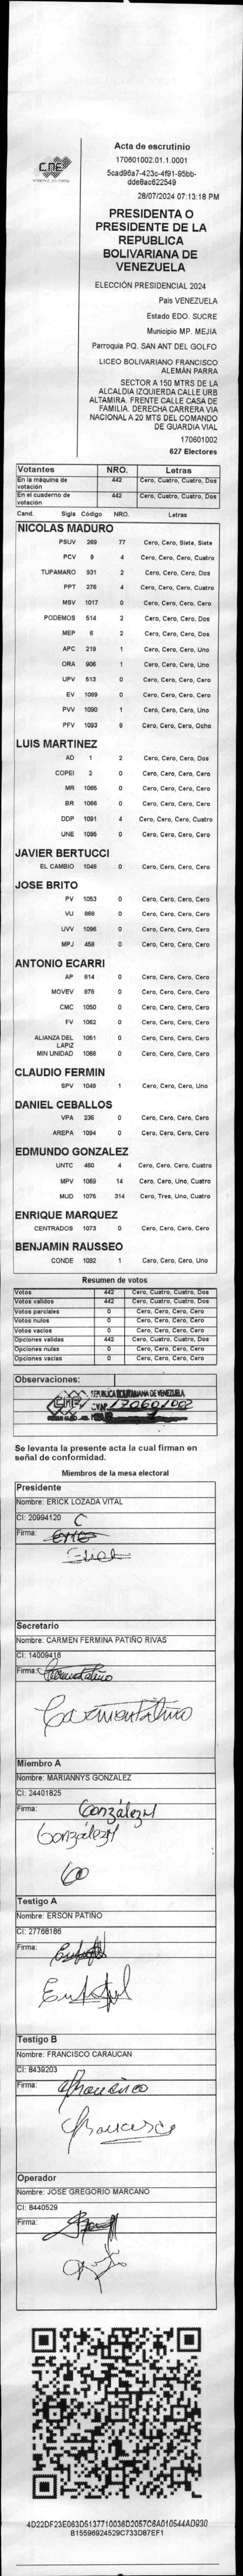 CNE
Acta de escrutinio
170601002.01.1.0001
5cad96a7-423c-4f91-95bb-
dde8ac622549
28/07/2024 07:13:18 PM
PRESIDENTA O
PRESIDENTE DE LA
REPUBLICA
BOLIVARIANA DE
VENEZUELA
ELECCIÓN PRESIDENCIAL 2024
País VENEZUELA
Estado EDO. SUCRE
Municipio MP. MEJIA
Parroquia PQ. SAN ANT DEL GOLFO
LICEO BOLIVARIANO FRANCISCO
ALEMÁN PARRA
SECTOR A 150 MTRS DE LA
ALCALDIA IZQUIERDA CALLE URB
ALTAMIRA. FRENTE CALLE CASA DE
FAMILIA. DERECHA CARRERA VIA
NACIONAL A 20 MTS DEL COMANDO
DE GUARDIA VIAL
170601002
627 Electores
Votantes NRO. Letras
En la máquina de votación 442 Cero, Cuatro, Cuatro, Dos
En el cuaderno de votación 442 Cero, Cuatro, Cuatro, Dos
Cand. Sigla Código NRO. Letras
NICOLAS MADURO
PSUV 269 77 Cero, Cero, Siete, Siete
PCV 8 4 Cero, Cero, Cero, Cuatro
TUPAMARO 931 2 Cero, Cero, Cero, Dos
PPT 276 4 Cero, Cero, Cero, Cuatro
MSV 1017 0 Cero, Cero, Cero, Cero
PODEMOS 514 2 Cero, Cero, Cero, Dos
MEP 6 2 Cero, Cero, Cero, Dos
APC 219 1 Cero, Cero, Cero, Uno
ORA 906 1 Cero, Cero, Cero, Uno
UPV 513 0 Cero, Cero, Cero, Cero
EV 1089 0 Cero, Cero, Cero, Cero
PVV 1090 1 Cero, Cero, Cero, Uno
PFV 1093 8 Cero, Cero, Cero, Ocho
LUIS MARTINEZ
AD 1 2 Cero, Cero, Cero, Dos
COPEI 2 0 Cero, Cero, Cero, Cero
MR 1065 0 Cero, Cero, Cero, Cero
BR 1066 0 Cero, Cero, Cero, Cero
DDP 1091 4 Cero, Cero, Cero, Cuatro
UNE 1095 0 Cero, Cero, Cero, Cero
JAVIER BERTUCCI
EL CAMBIO 1046 0 Cero, Cero, Cero, Cero
JOSE BRITO
PV 1053 0 Cero, Cero, Cero, Cero
VU 868 0 Cero, Cero, Cero, Cero
UVV 1096 0 Cero, Cero, Cero, Cero
MPJ 458 0 Cero, Cero, Cero, Cero
ANTONIO ECARRI
AP 814 0 Cero, Cero, Cero, Cero
MOVEV 878 0 Cero, Cero, Cero, Cero
CMC 1050 0 Cero, Cero, Cero, Cero
FV 1062 0 Cero, Cero, Cero, Cero
ALIANZA DEL LAPIZ 1051 0 Cero, Cero, Cero, Cero
MIN UNIDAD 1068 0 Cero, Cero, Cero, Cero
CLAUDIO FERMIN
SPV 1049 1 Cero, Cero, Cero, Uno
DANIEL CEBALLOS
VPA 236 0 Cero, Cero, Cero, Cero
AREPA 1094 0 Cero, Cero, Cero, Cero
EDMUNDO GONZALEZ
UNTC 460 4 Cero, Cero, Cero, Cuatro
MPV 1069 14 Cero, Cero, Uno, Cuatro
MUD 1075 314 Cero, Tres, Uno, Cuatro
ENRIQUE MARQUEZ
CENTRADOS 1073 0 Cero, Cero, Cero, Cero
BENJAMIN RAUSSEO
CONDE 1092 1 Cero, Cero, Cero, Uno
Resumen de votos
Votos 442 Cero, Cuatro, Cuatro, Dos
Votos validos 442 Cero, Cuatro, Cuatro, Dos
Votos parciales 0 Cero, Cero, Cero, Cero
Votos nulos 0 Cero, Cero, Cero, Cero
Votos vacios 0 Cero, Cero, Cero, Cero
Opciones validas 442 Cero, Cuatro, Cuatro, Dos
Opciones nulas 0 Cero, Cero, Cero, Cero
Opciones vacias 0 Cero, Cero, Cero, Cero
Observaciones:
REPUBLICA BOLIVARIANA DE VENEZUELA
CNE
170601002
Se levanta la presente acta la cual firman en
señal de conformidad.
Miembros de la mesa electoral
Presidente
Nombre: ERICK LOZADA VITAL
CI: 20994120
Firma:
Secretario
Nombre: CARMEN FERMINA PATIÑO RIVAS
CI: 14009416
Firma:
Miembro A
Nombre: MARIANNYS GONZALEZ
CI: 24401825
Firma: GonzálezM
GonzálezM
Testigo A
Nombre: ERSON PATIÑO
CI: 27768186
Firma:
Testigo B
Nombre: FRANCISCO CARAUCAN
CI: 8439203
Firma: Francisco
Francisco
Operador
Nombre: JOSE GREGORIO MARCANO
CI: 8440529
Firma:
4D22DF23E063D5137710036D2057C6A010544AD930
B15596924529C733D87EF1